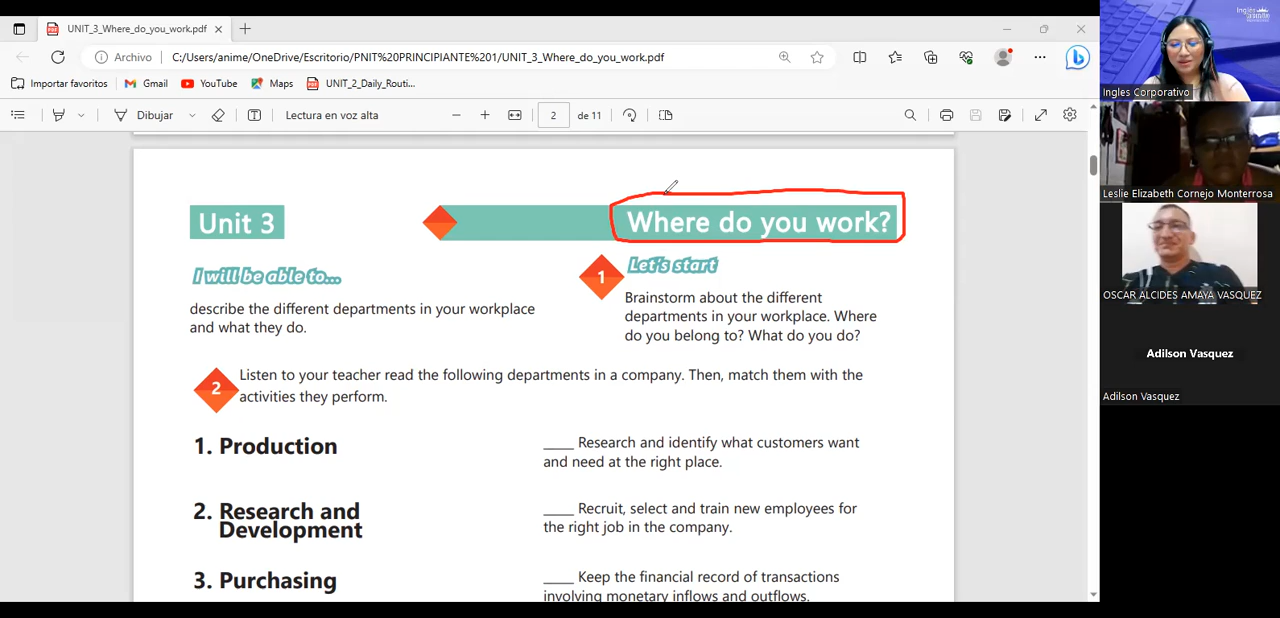 UNIT_3_Where_do_you_work.pdf
Archivo
C:/Users/anime/OneDrive/Escritorio/PNIT%20PRINCIPIANTE%201/UNIT_3_Where_do_you_work.pdf
Importar favoritos
Gmail
YouTube
Maps
UNIT_2_Daily_Routi...
Dibujar
Lectura en voz alta
2
de 11
Unit 3
Where do you work?
I will be able to...
describe the different departments in your workplace
and what they do.
1
Let's start
Brainstorm about the different
departments in your workplace. Where
do you belong to? What do you do?
2
Listen to your teacher read the following departments in a company. Then, match them with the
activities they perform.
1. Production
____ Research and identify what customers want
and need at the right place.
2. Research and
Development
____ Recruit, select and train new employees for
the right job in the company.
3. Purchasing
____ Keep the financial record of transactions
involving monetary inflows and outflows.
Ingles Corporativo
Leslie Elizabeth Cornejo Monterrosa
OSCAR ALCIDES AMAYA VASQUEZ
Adilson Vasquez
Adilson Vasquez